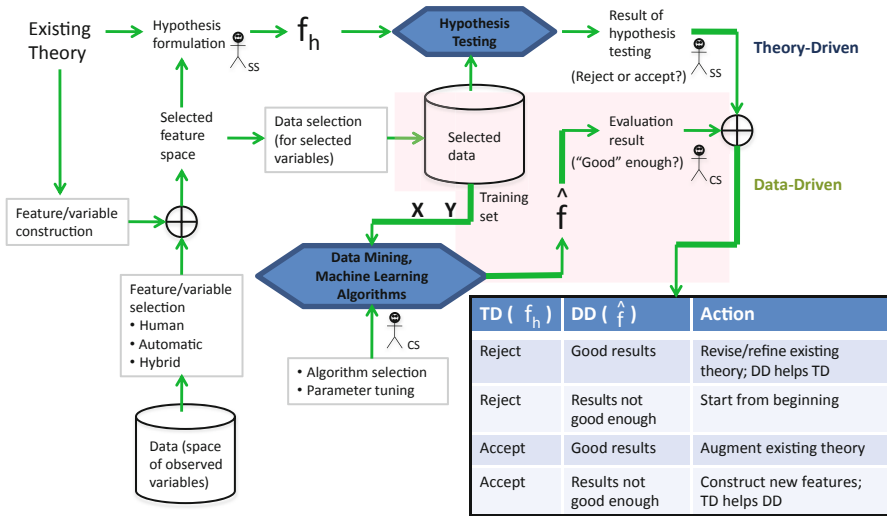 Existing
Theory
Hypothesis
formulation
SS
f_h
Hypothesis
Testing
Result of
hypothesis
testing
(Reject or accept?)
SS
Theory-Driven
Selected
feature
space
Data selection
(for selected
variables)
Selected
data
Evaluation
result
("Good" enough?)
CS
Data-Driven
Feature/variable
construction
X Y
Training
set
f̂
Data Mining,
Machine Learning
Algorithms
Feature/variable
selection
• Human
• Automatic
• Hybrid
CS
• Algorithm selection
• Parameter tuning
Data (space
of observed
variables)
TD ( f_h ) DD ( f̂ ) Action
Reject Good results Revise/refine existing
theory; DD helps TD
Reject Results not Start from beginning
good enough
Accept Good results Augment existing theory
Accept Results not Construct new features;
good enough TD helps DD